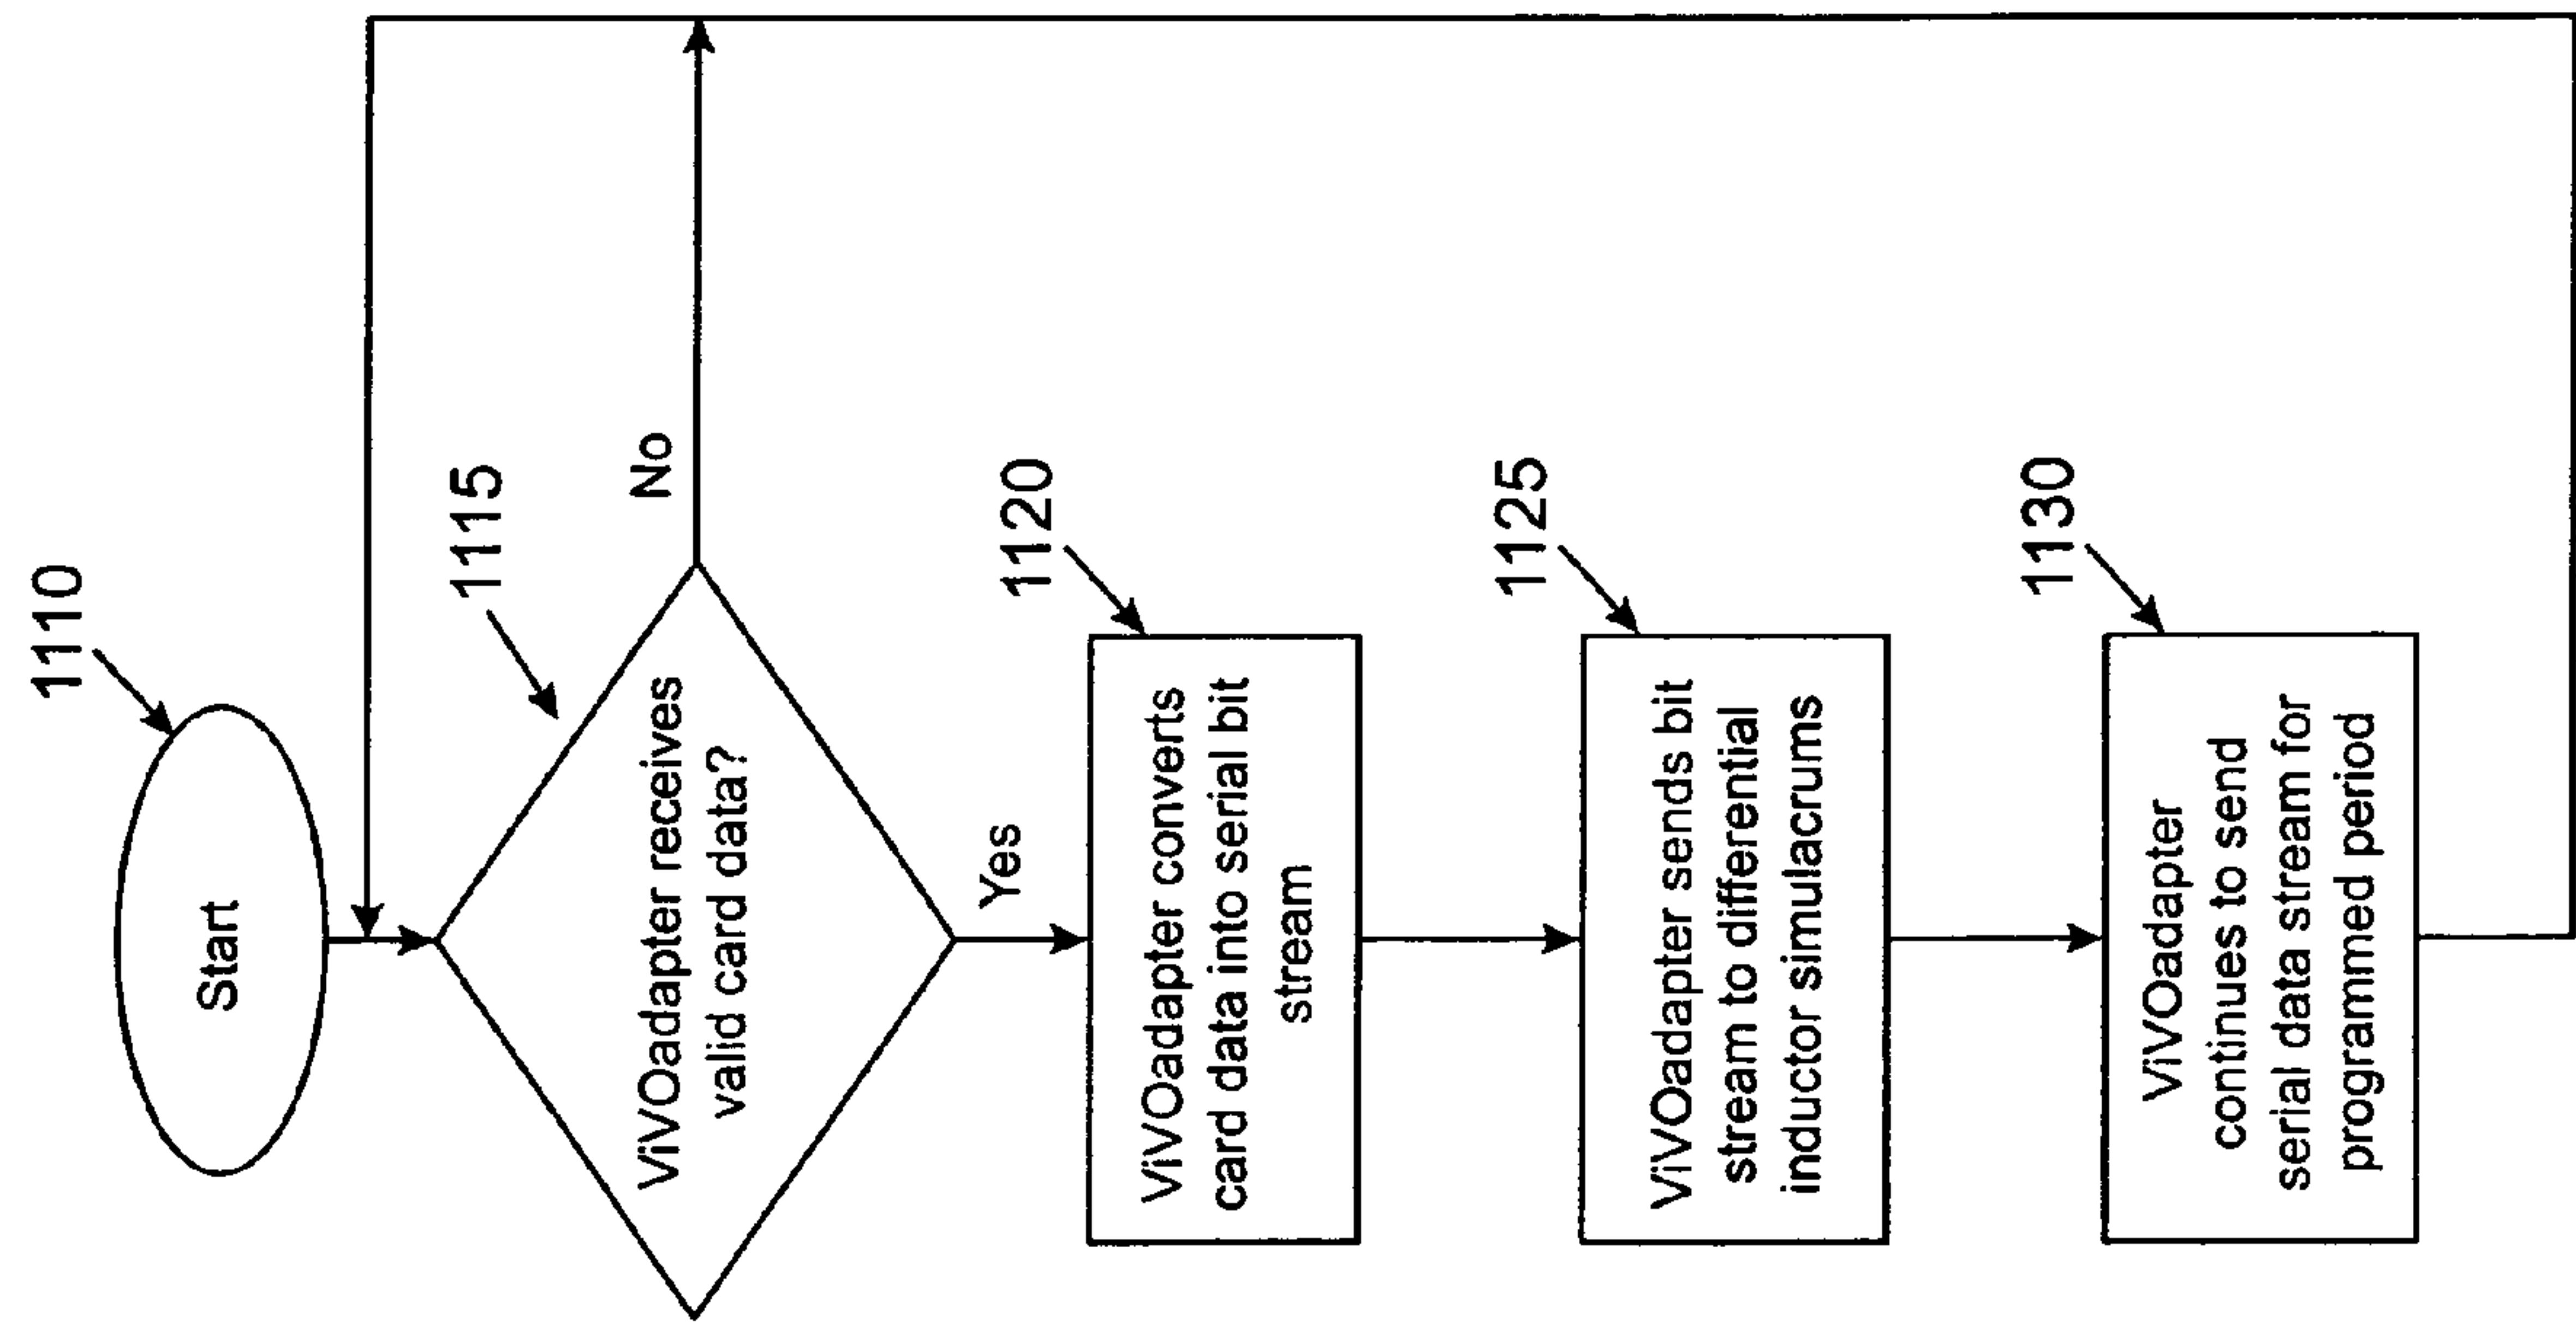 1110
Start
1115
ViVOadapter receives
valid card data?
No
Yes
1120
ViVOadapter converts
card data into serial bit
stream
1125
ViVOadapter sends bit
stream to differential
inductor simulacrums
1130
ViVOadapter
continues to send
serial data stream for
programmed period